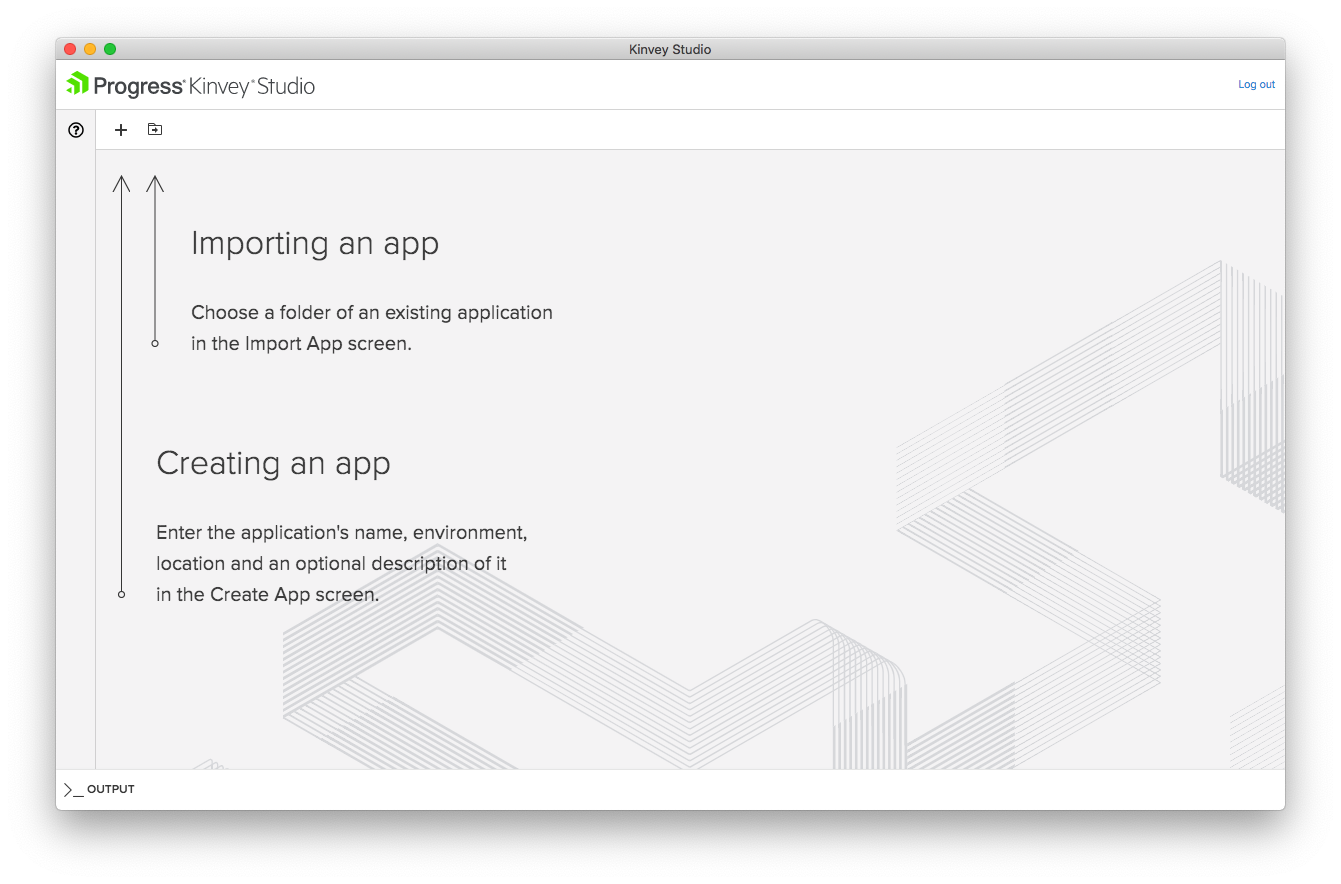 Kinvey Studio
Progress® Kinvey® Studio
Log out
Importing an app
Choose a folder of an existing application
in the Import App screen.
Creating an app
Enter the application's name, environment,
location and an optional description of it
in the Create App screen.
OUTPUT